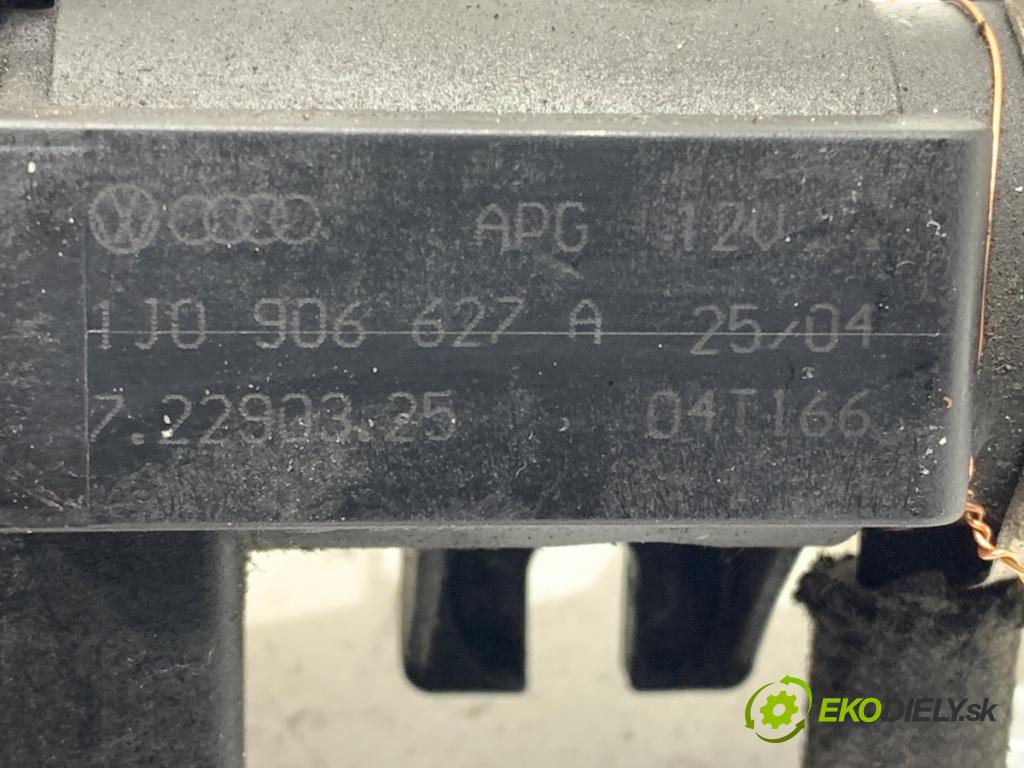 APG 12V
1J0 906 627 A 25/04
7.22903.25 04T166
EKODIELY.sk